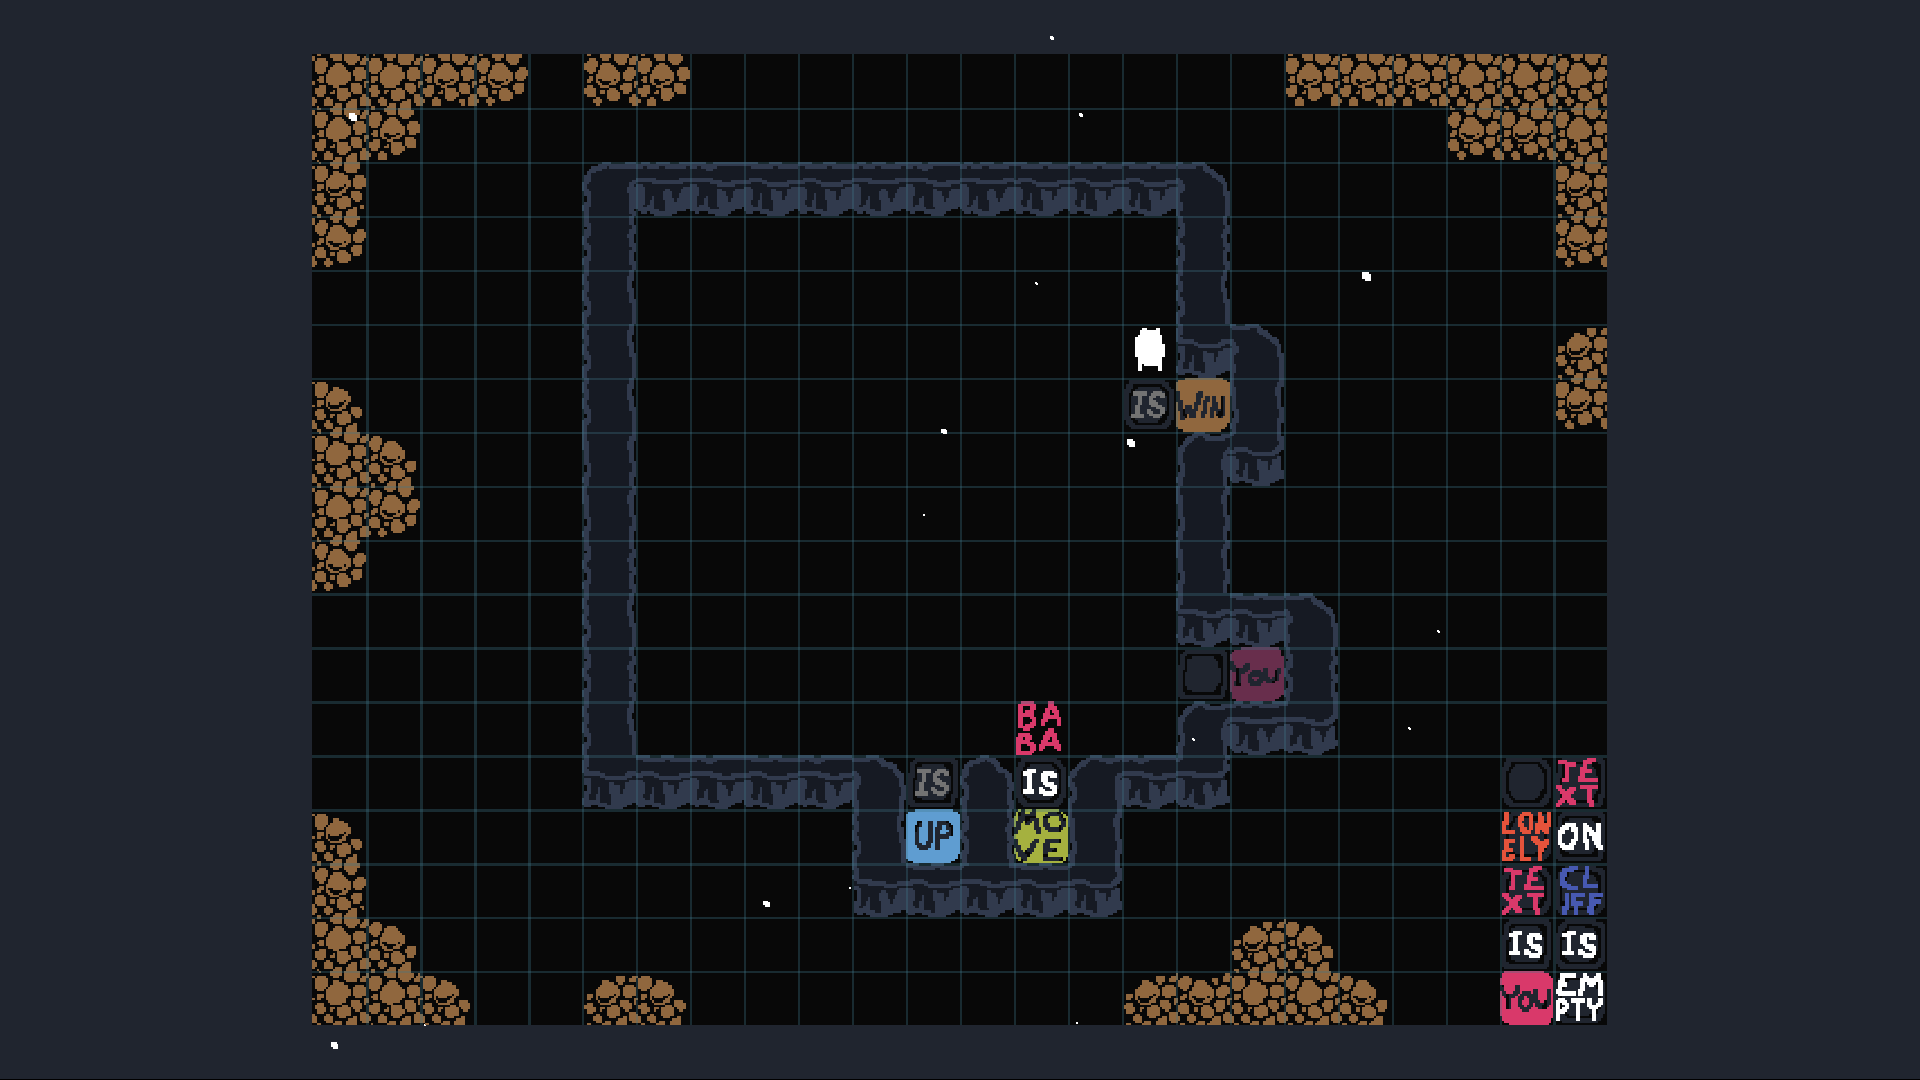 IS WIN
YOU
BABA
IS IS
TEXT
UP MOVE
LONELY ON
TEXT CLIFF
IS IS
YOU EMPTY